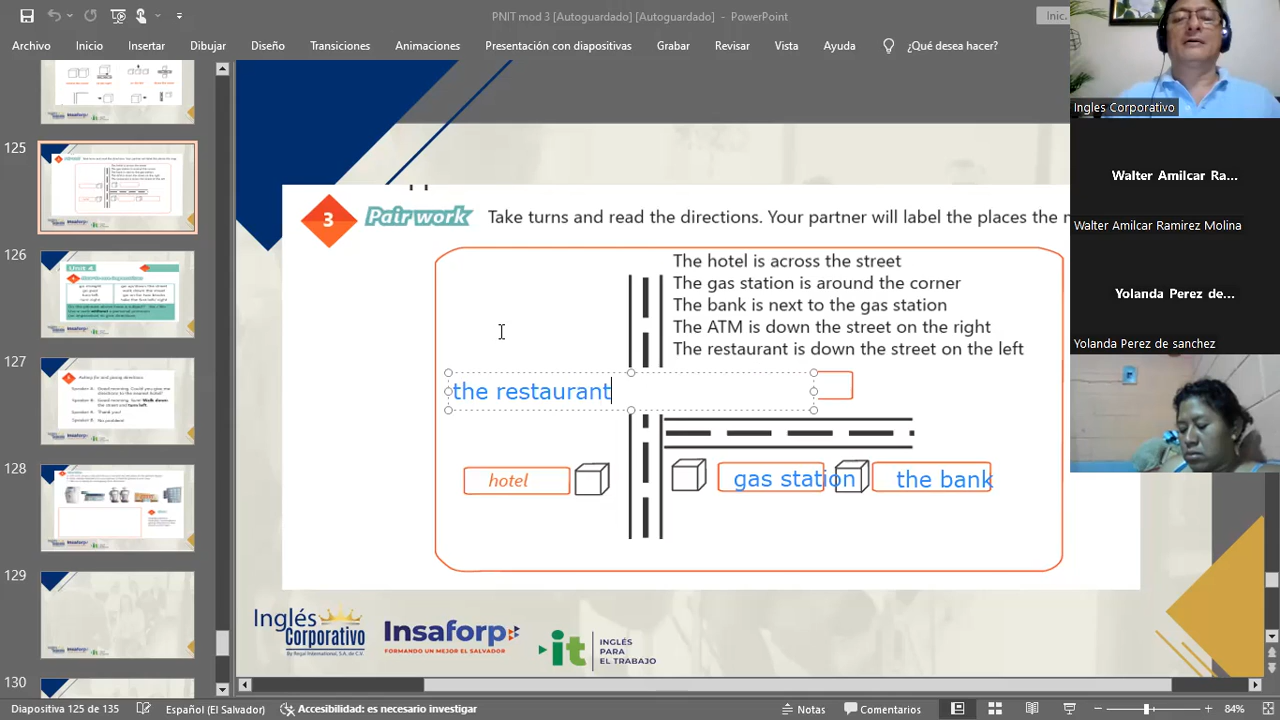 PNIT mod 3 [Autoguardado] [Autoguardado] - PowerPoint
Inic.
Archivo
Inicio
Insertar
Dibujar
Diseño
Transiciones
Animaciones
Presentación con diapositivas
Grabar
Revisar
Vista
Ayuda
¿Qué desea hacer?
Ingles Corporativo
Walter Amilcar Ra...
Walter Amilcar Ramirez Molina
Yolanda Perez de...
Yolanda Perez de sanchez
125
126
Unit 4
127
128
129
130
3
Pair work
Take turns and read the directions. Your partner will label the places the
The hotel is across the street
The gas station is around the corner
The bank is next to the gas station
The ATM is down the street on the right
The restaurant is down the street on the left
the restaurant
hotel
gas station
the bank
Inglés
Corporativo
By Regal International, S.A. de C.V.
Insaforp
FORMANDO UN MEJOR EL SALVADOR
it
INGLÉS
PARA
EL TRABAJO
Diapositiva 125 de 135
Español (El Salvador)
Accesibilidad: es necesario investigar
Notas
Comentarios
84%